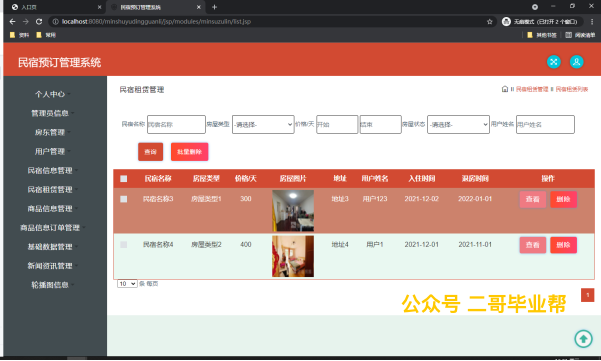 人口页
民宿预订管理系统
localhost:8080/minshuyudingguanli/jsp/modules/minsuzulin/list.jsp
无痕模式 (已打开 2 个窗口)
资料 常用 其他书签 阅读清单
民宿预订管理系统
个人中心
管理员信息
房东管理
用户管理
民宿信息管理
民宿租赁管理
商品信息管理
商品信息订单管理
基础数据管理
新闻资讯管理
轮播图信息
民宿租赁管理 民宿租赁管理 民宿租赁列表
民宿名称 民宿名称 房屋类型 -请选择- 价格/天 开始 结束 房屋状态 -请选择- 用户姓名 用户姓名
查询 批量删除
民宿名称 房屋类型 价格/天 房屋图片 地址 用户姓名 入住时间 退房时间 操作
民宿名称3 房屋类型1 300 地址3 用户123 2021-12-02 2022-01-01 查看 删除
民宿名称4 房屋类型2 400 地址4 用户1 2021-12-01 2021-11-01 查看 删除
10 条 每页
1
公众号 二哥毕业帮